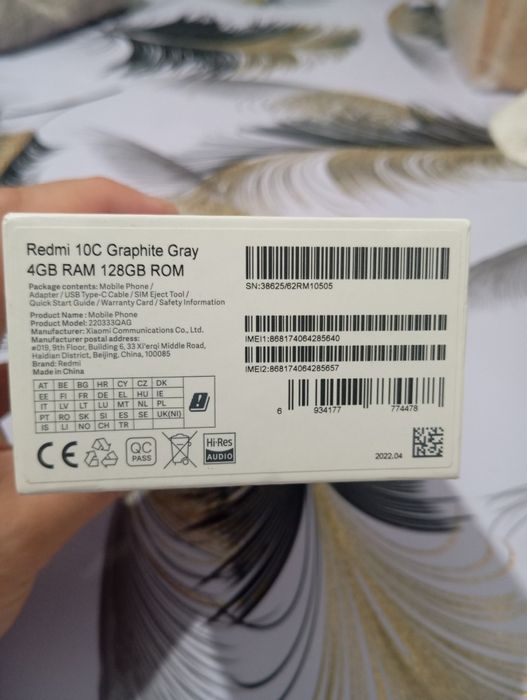 Redmi 10C Graphite Gray
4GB RAM 128GB ROM
Package contents: Mobile Phone /
Adapter / USB Type-C Cable / SIM Eject Tool /
Quick Start Guide / Warranty Card / Safety Information
Product Name : Mobile Phone
Product Model: 220333QAG
Manufacturer: Xiaomi Communications Co., Ltd.
#019, 9th Floor, Building 6, 33 Xi'erqi Middle Road,
Haidian District, Beijing, China, 100085
Brand: Redmi
Made in China
AT BE BG HR CY CZ DK
EE FI FR DE EL HU IE
IT LV LT LU MT NL PL
PT RO SK SI ES SE UK(NI)
IS LI NO CH TR
CE
QC
PASS
Hi-Res
AUDIO
SN:38625/62RM10505
IMEI1:868174064285640
IMEI2:868174064285657
6 934177 774478
2022.04